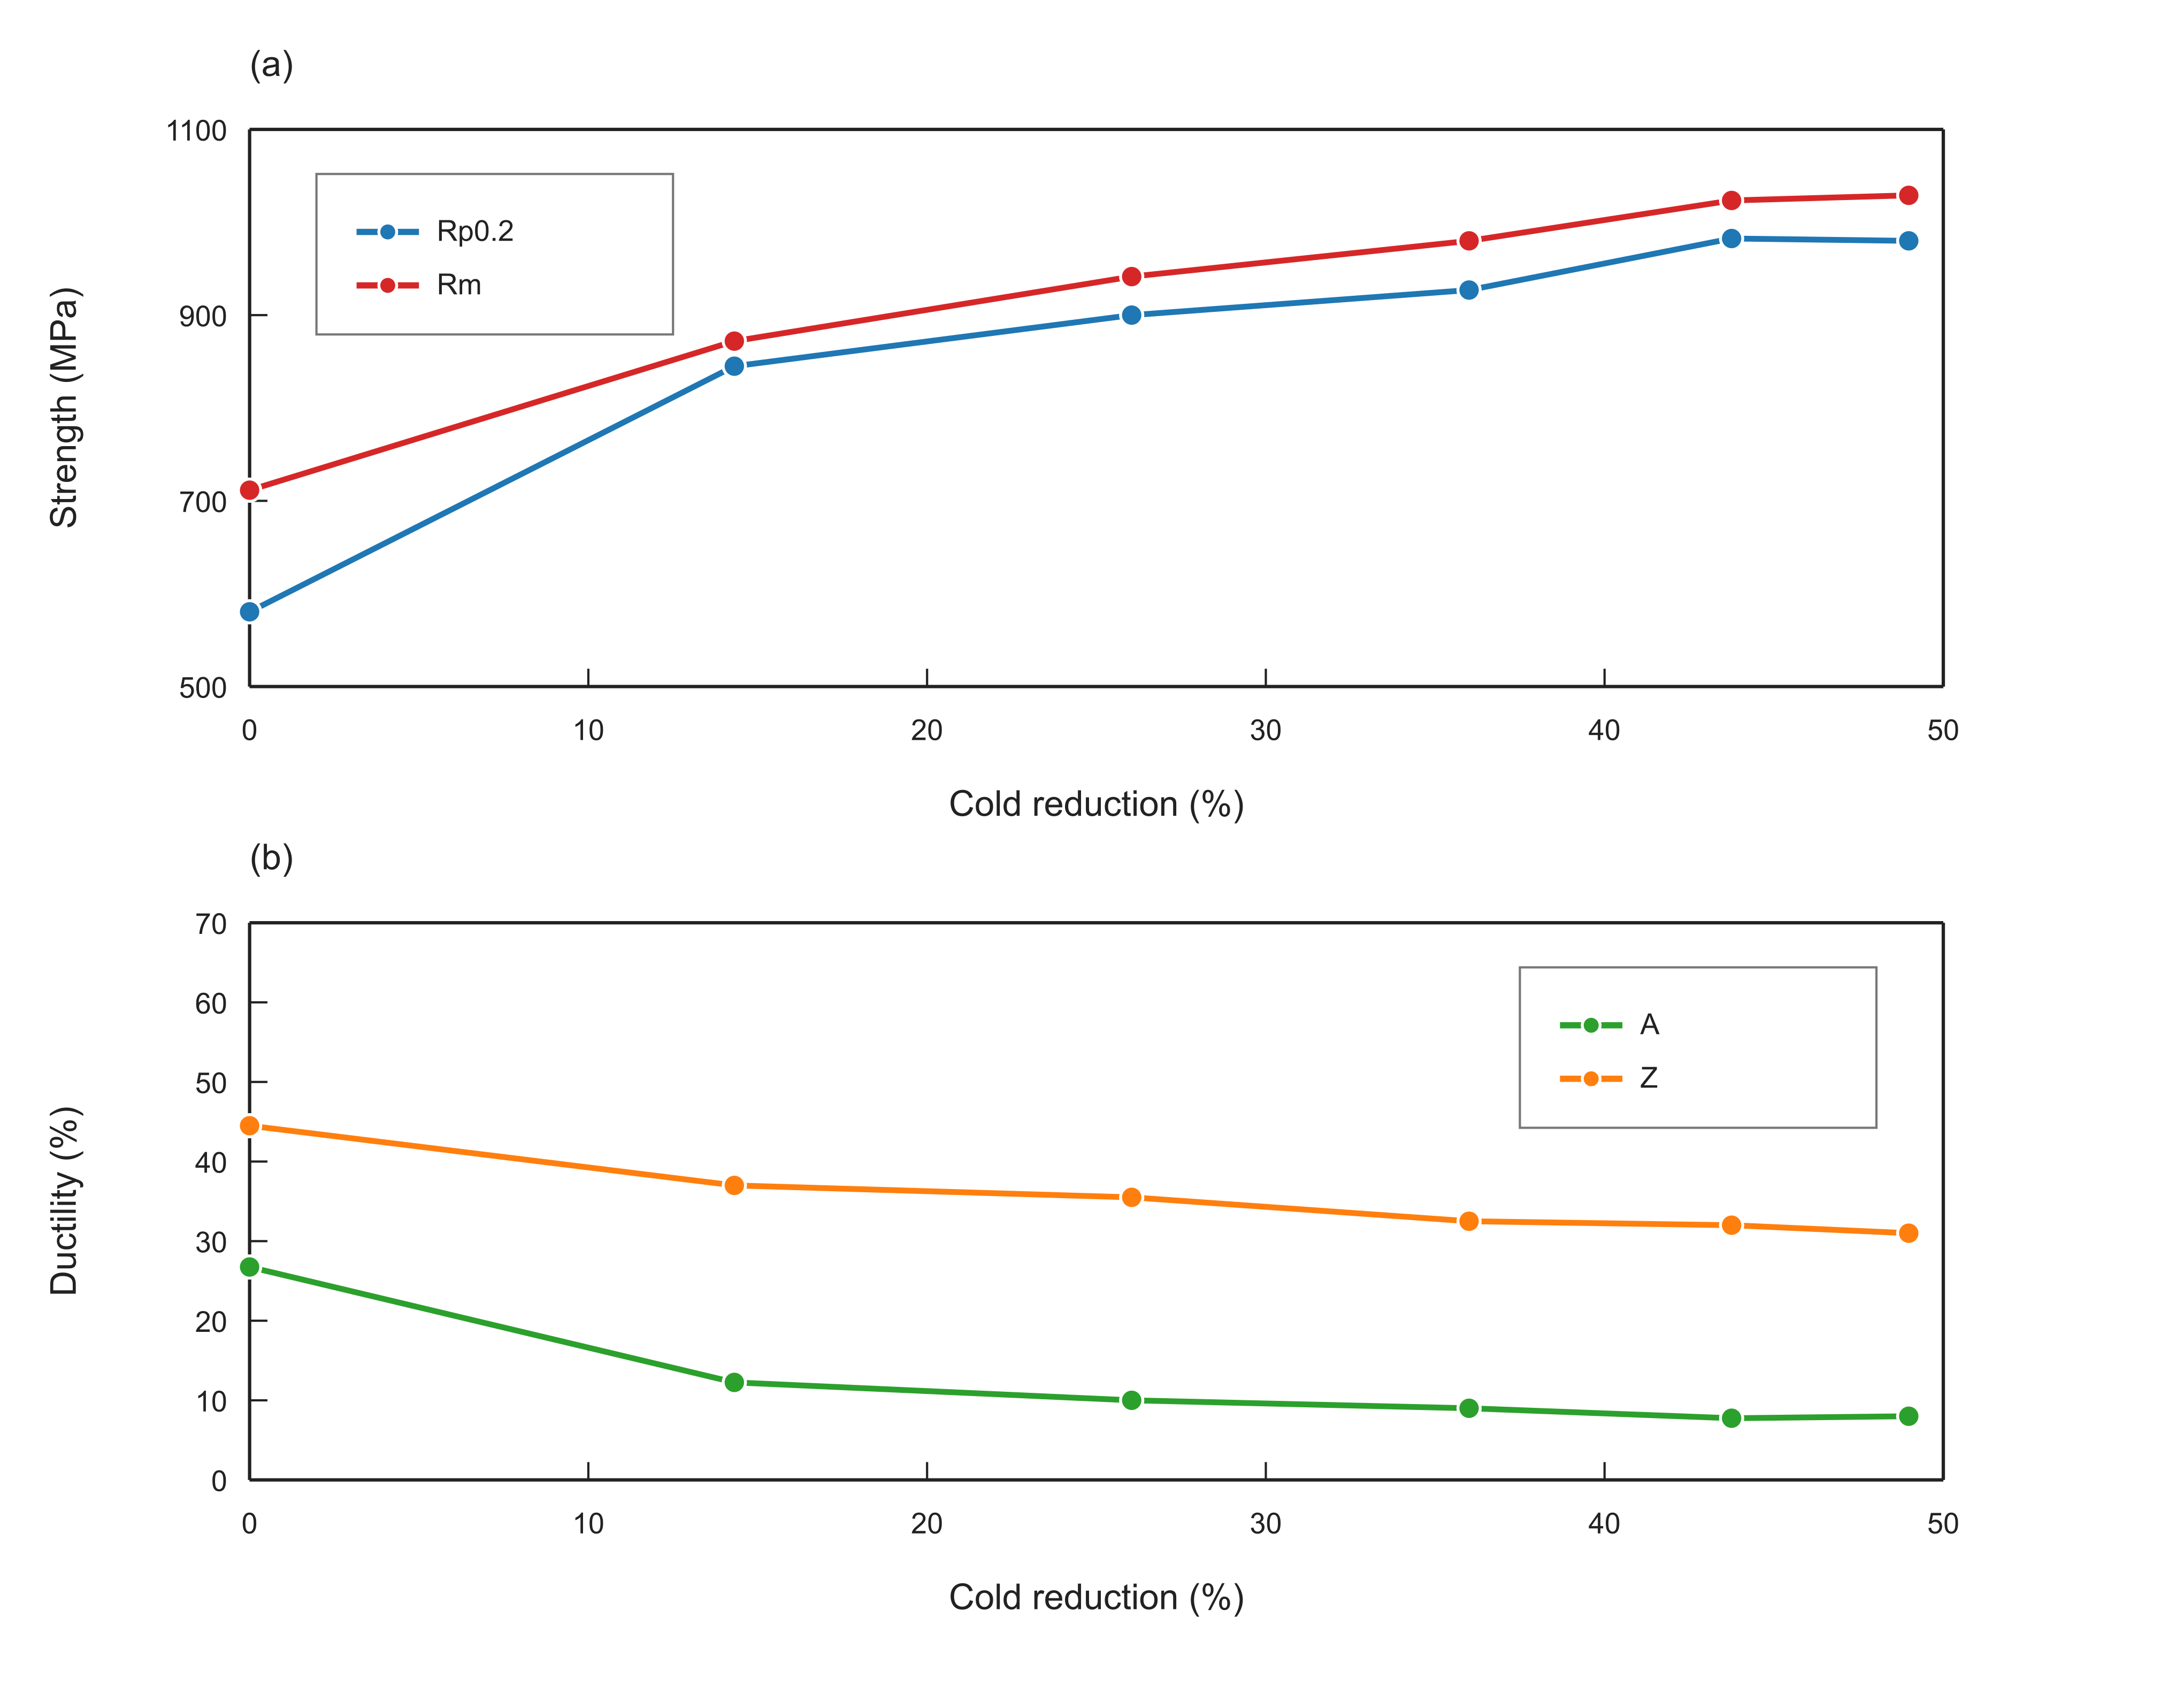 (a)
1100
900
700
500
Strength (MPa)
Rp0.2
Rm
0 10 20 30 40 50
Cold reduction (%)
(b)
70
60
50
40
30
20
10
0
Ductility (%)
A
Z
0 10 20 30 40 50
Cold reduction (%)